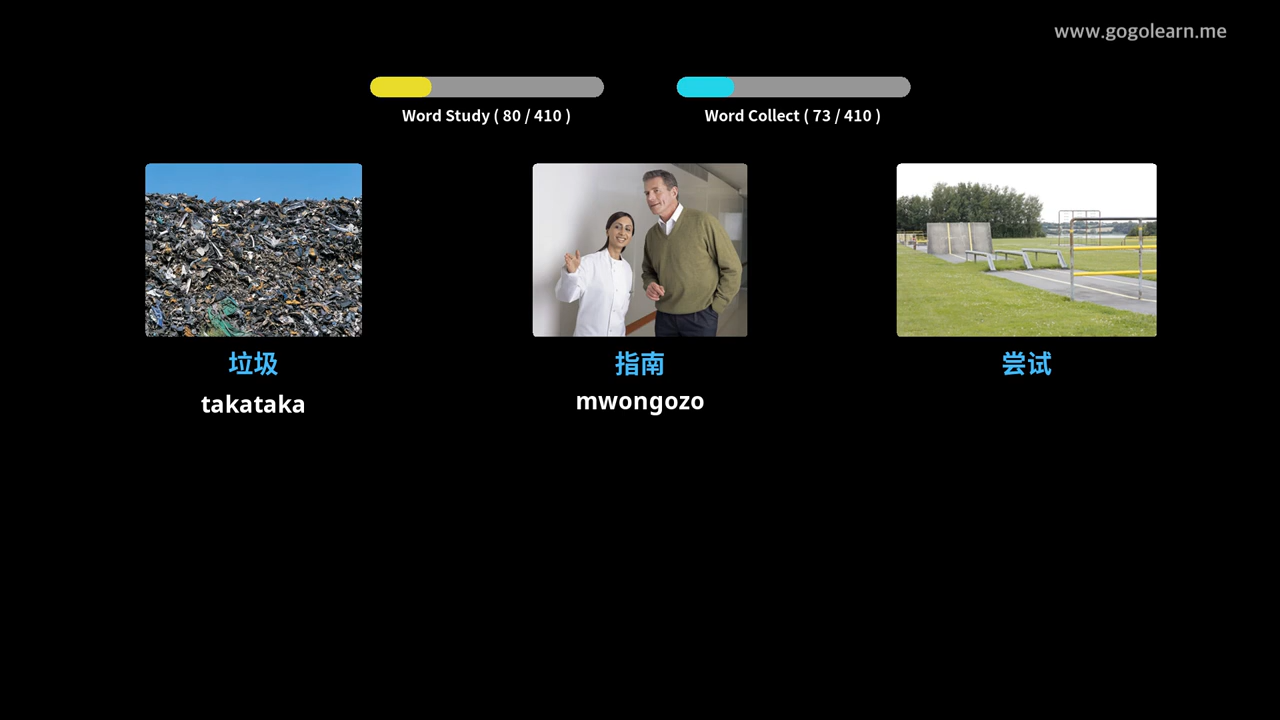 www.gogolearn.me
Word Study ( 80 / 410 )
Word Collect ( 73 / 410 )
垃圾
指南
尝试
takataka
mwongozo